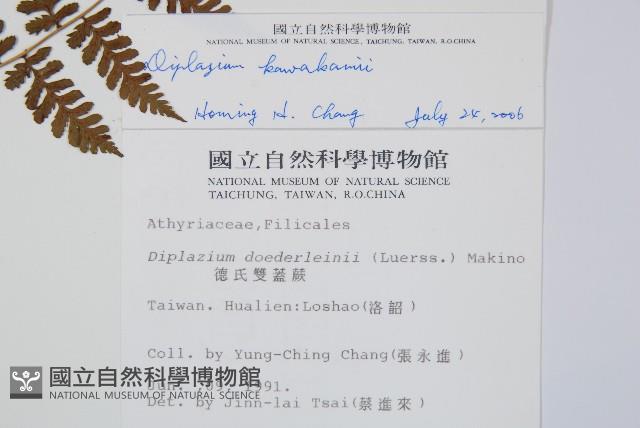 國立自然科學博物館
NATIONAL MUSEUM OF NATURAL SCIENCE, TAICHUNG, TAIWAN, R.O.CHINA
Diplazium kawakamii
Homing H. Chang July 24, 2006
國立自然科學博物館
NATIONAL MUSEUM OF NATURAL SCIENCE
TAICHUNG, TAIWAN, R.O.CHINA
Athyriaceae,Filicales
Diplazium doederleinii (Luerss.) Makino
德氏雙蓋蕨
Taiwan. Hualien:Loshao(洛韶)
Coll. by Yung-Ching Chang(張永進)
Jun. ,09, 1991.
Det. by Jinn-lai Tsai(蔡進來)
國立自然科學博物館
NATIONAL MUSEUM OF NATURAL SCIENCE